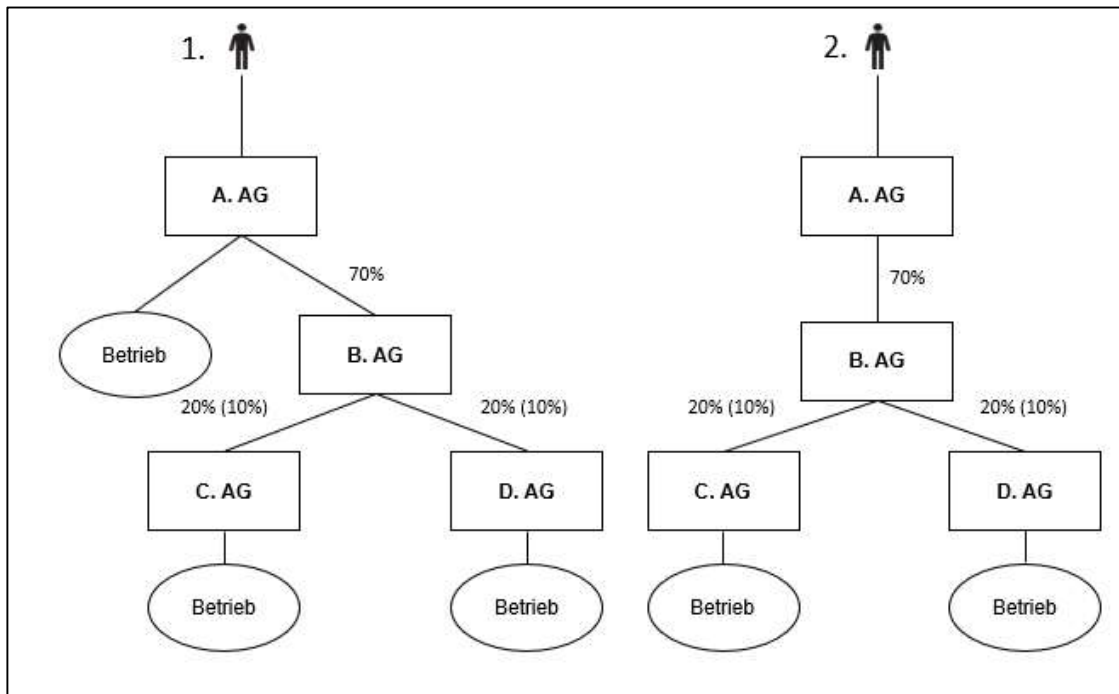 1.
A. AG
70%
Betrieb
B. AG
20% (10%)
20% (10%)
C. AG
D. AG
Betrieb
Betrieb
2.
A. AG
70%
B. AG
20% (10%)
20% (10%)
C. AG
D. AG
Betrieb
Betrieb